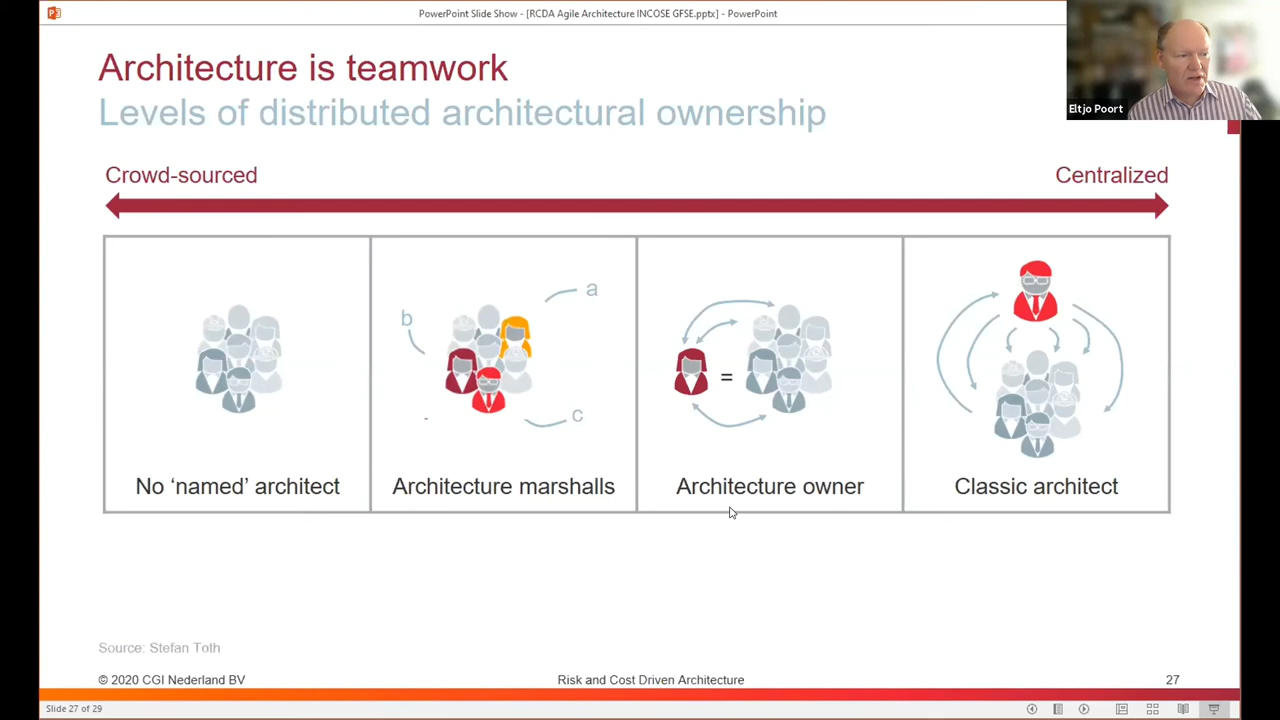 PowerPoint Slide Show - [RCDA Agile Architecture INCOSE GFSE.pptx] - PowerPoint
Eltjo Poort
Architecture is teamwork
Levels of distributed architectural ownership
Crowd-sourced
Centralized
a
b
c
=
No ‘named’ architect
Architecture marshalls
Architecture owner
Classic architect
Source: Stefan Toth
© 2020 CGI Nederland BV
Risk and Cost Driven Architecture
27
Slide 27 of 29